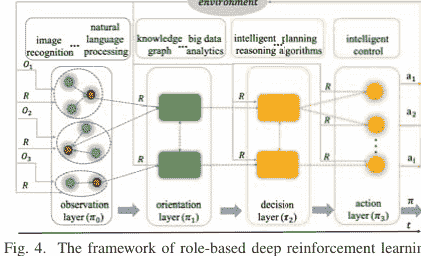 environment
image recognition ... natural language processing
knowledge graph ... big data analytics
intelligent reasoning ... planning algorithms
intelligent control
O1
R
O2
R
O3
R
R
R
R
R
R
R
R
a1
a2
ai
observation layer (π0)
orientation layer (π1)
decision layer (π2)
action layer (π3)
π
t
Fig. 4. The framework of role-based deep reinforcement learnin